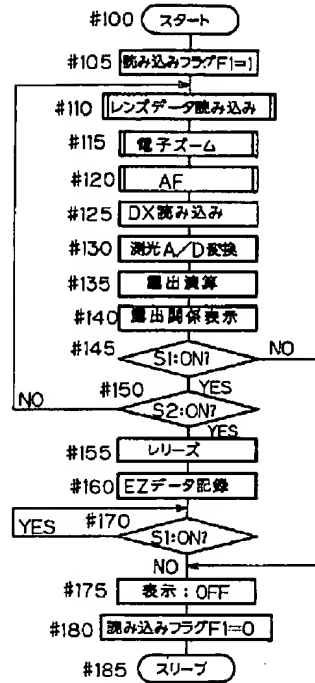 #100 スタート
#105 読み込みフラグF1=1
#110 レンズデータ読み込み
#115 電子ズーム
#120 AF
#125 DX読み込み
#130 測光A/D変換
#135 露出演算
#140 露出関係表示
#145 S1:ON? NO
YES
#150 S2:ON? NO
YES
#155 レリーズ
#160 EZデータ記録
#170 S1:ON? YES
NO
#175 表示:OFF
#180 読み込みフラグF1=0
#185 スリープ